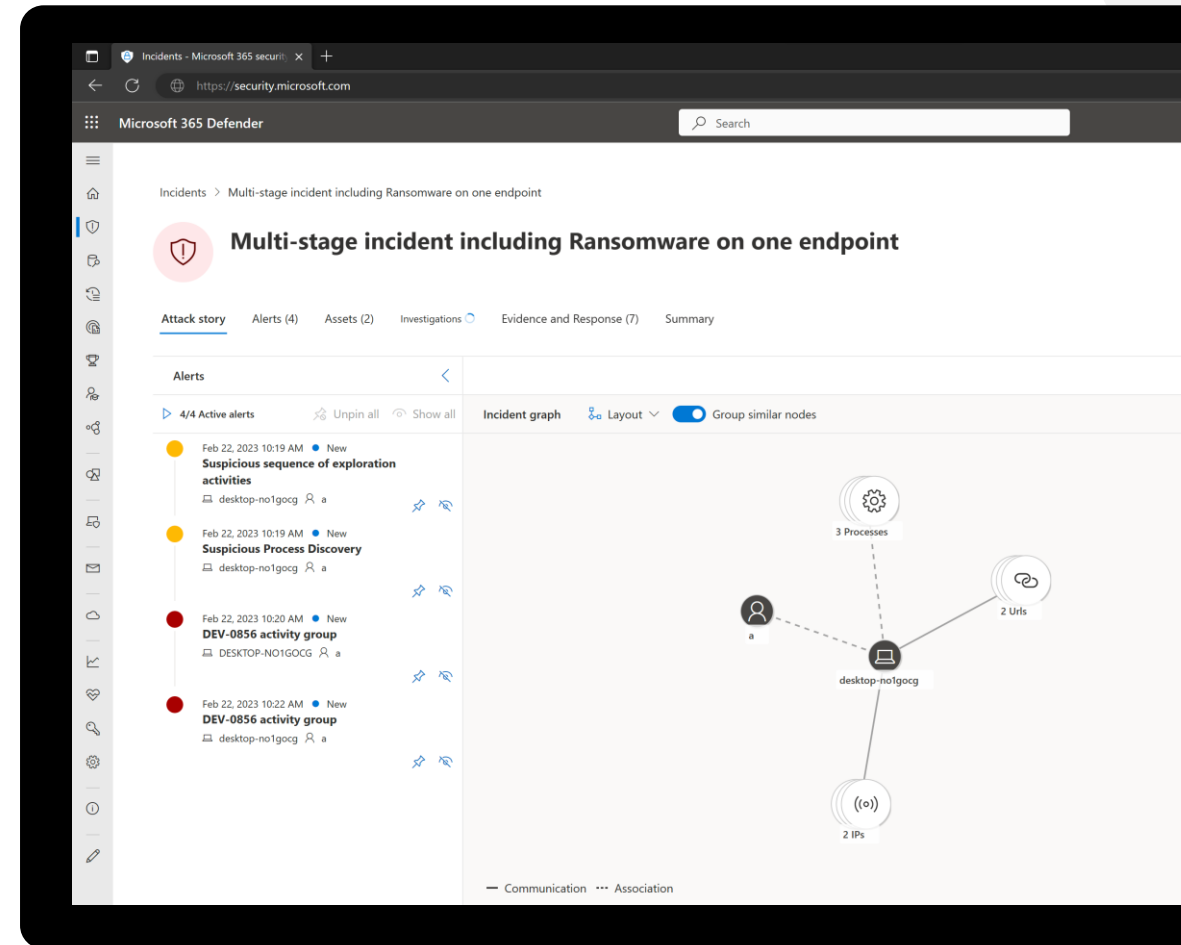 Incidents - Microsoft 365 securit
https://security.microsoft.com
Microsoft 365 Defender
Search
Incidents > Multi-stage incident including Ransomware on one endpoint
Multi-stage incident including Ransomware on one endpoint
Attack story Alerts (4) Assets (2) Investigations Evidence and Response (7) Summary
Alerts
4/4 Active alerts Unpin all Show all
Feb 22, 2023 10:19 AM • New
Suspicious sequence of exploration
activities
desktop-no1gocg a
Feb 22, 2023 10:19 AM • New
Suspicious Process Discovery
desktop-no1gocg a
Feb 22, 2023 10:20 AM • New
DEV-0856 activity group
DESKTOP-NO1GOCG a
Feb 22, 2023 10:22 AM • New
DEV-0856 activity group
desktop-no1gocg a
Incident graph Layout Group similar nodes
3 Processes
2 Urls
a
desktop-no1gocg
2 IPs
Communication Association